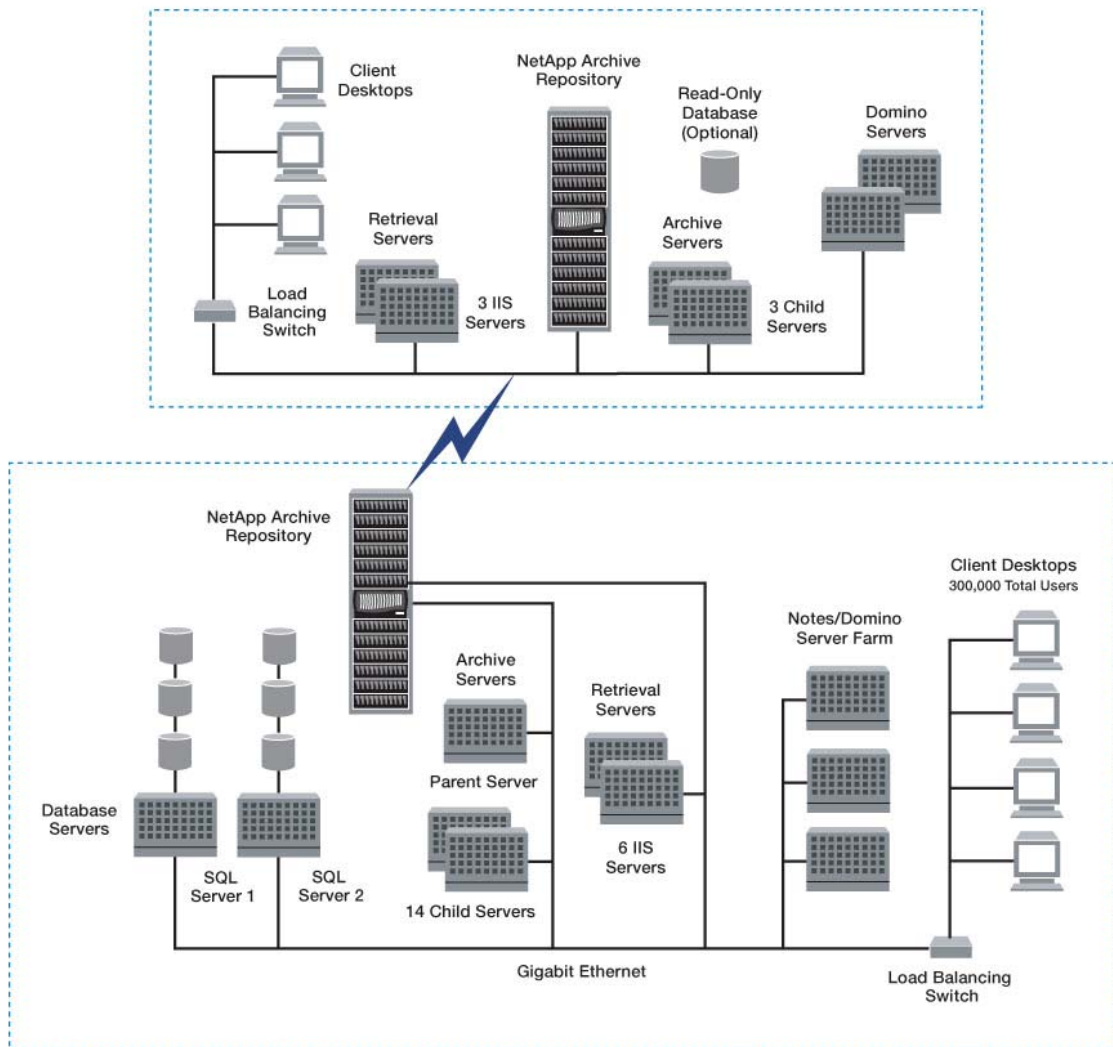 Client
Desktops
NetApp Archive
Repository
Read-Only
Database
(Optional)
Domino
Servers
Retrieval
Servers
Archive
Servers
Load
Balancing
Switch
3 IIS
Servers
3 Child
Servers
NetApp Archive
Repository
Client Desktops
300,000 Total Users
Notes/Domino
Server Farm
Archive
Servers
Retrieval
Servers
Parent Server
Database
Servers
6 IIS
Servers
SQL
Server 1
SQL
Server 2
14 Child Servers
Gigabit Ethernet
Load Balancing
Switch